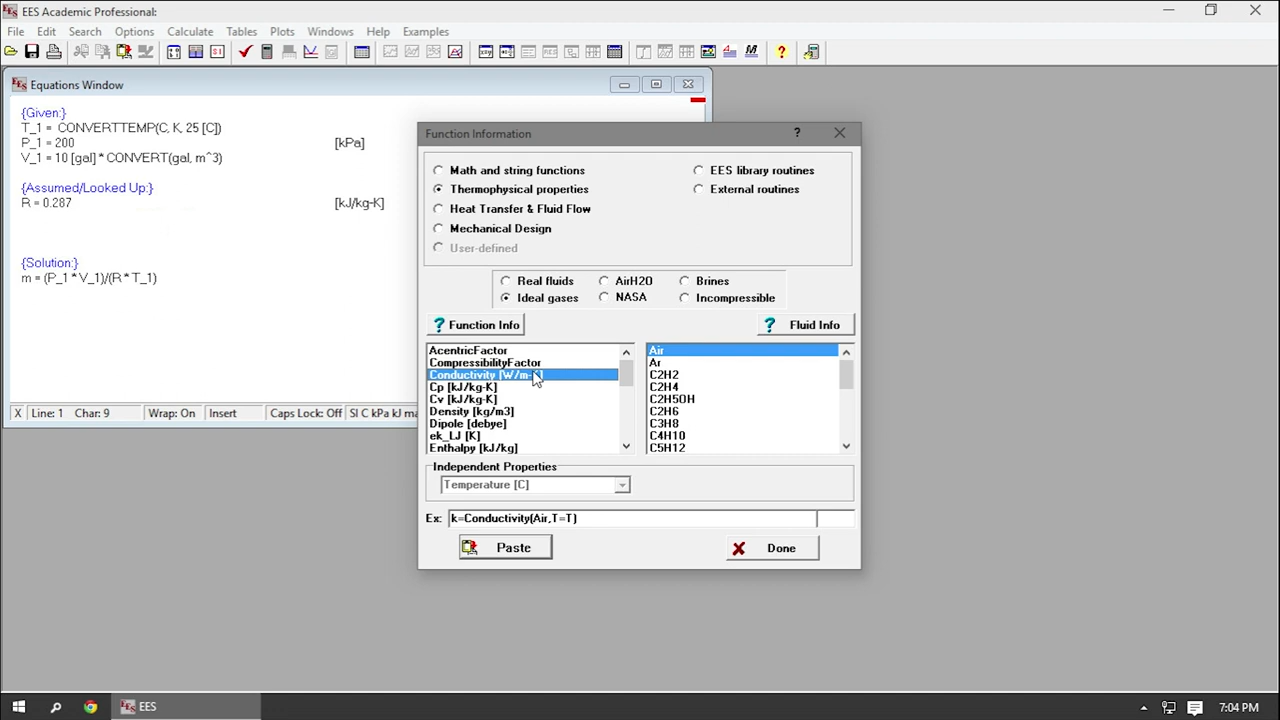 EES Academic Professional:
File Edit Search Options Calculate Tables Plots Windows Help Examples
Equations Window
{Given:}
T_1 = CONVERTTEMP(C, K, 25 [C])
P_1 = 200 [kPa]
V_1 = 10 [gal] * CONVERT(gal, m^3)
{Assumed/Looked Up:}
R = 0.287 [kJ/kg-K]
{Solution:}
m = (P_1 * V_1)/(R * T_1)
X Line: 1 Char: 9 Wrap: On Insert Caps Lock: Off SI C kPa kJ
Function Information ?
Math and string functions
EES library routines
Thermophysical properties
External routines
Heat Transfer & Fluid Flow
Mechanical Design
User-defined
Real fluids AirH2O Brines
Ideal gases NASA Incompressible
? Function Info
? Fluid Info
AcentricFactor
CompressibilityFactor
Conductivity [W/m-
Cp [kJ/kg-K]
Cv [kJ/kg-K]
Density [kg/m3]
Dipole [debye]
ek_LJ [K]
Enthalpy [kJ/kg]
Air
Ar
C2H2
C2H4
C2H5OH
C2H6
C3H8
C4H10
C5H12
Independent Properties
Temperature [C]
Ex: k=Conductivity(Air,T=T)
Paste
Done
EES
7:04 PM